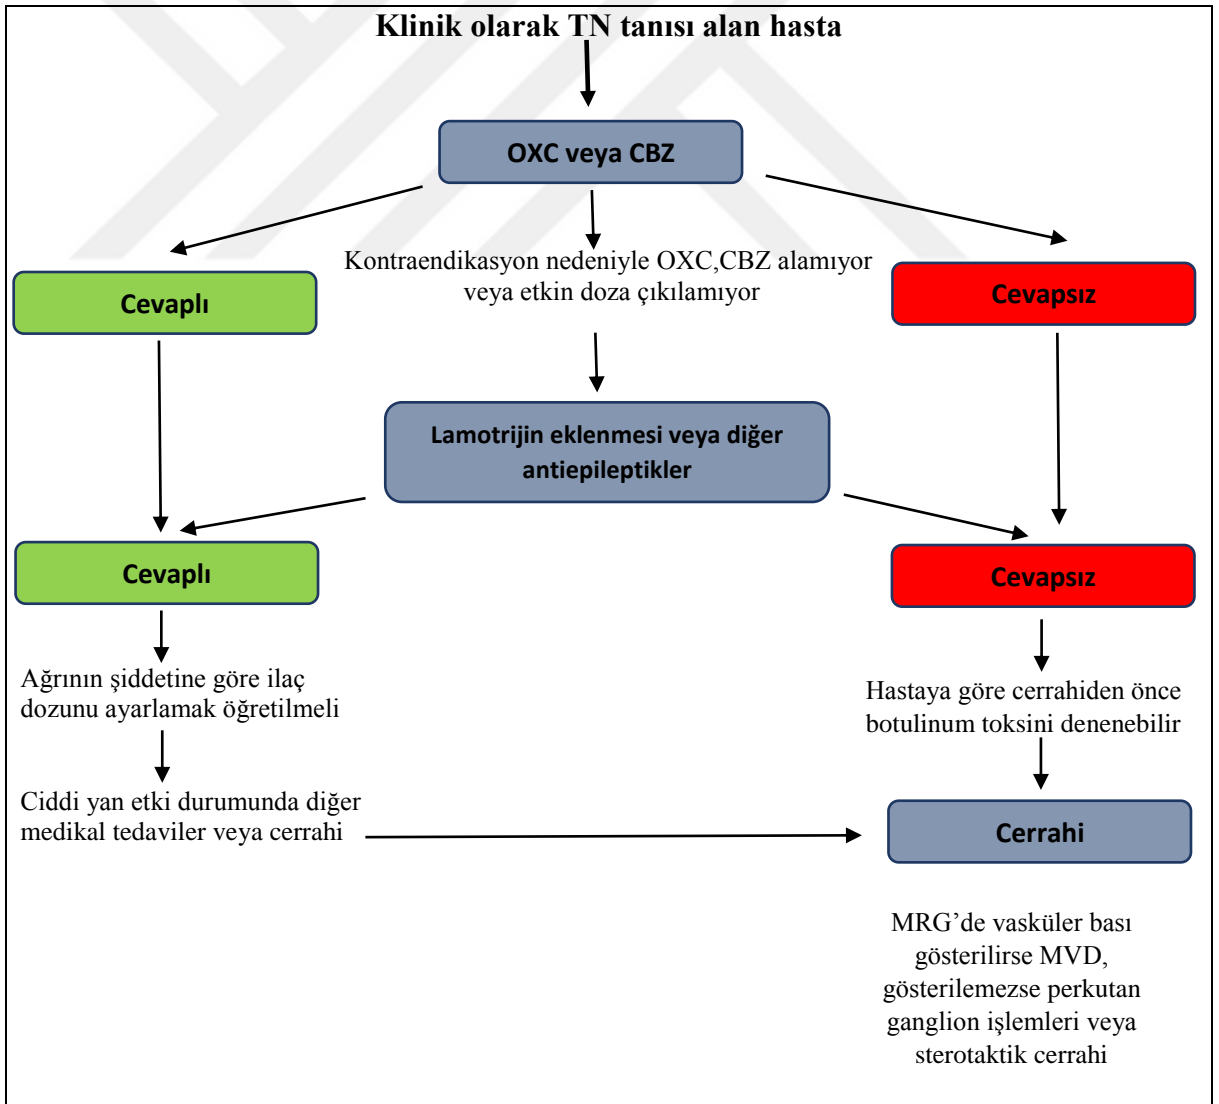 Klinik olarak TN tanısı alan hasta
OXC veya CBZ
Kontraendikasyon nedeniyle OXC,CBZ alamıyor
veya etkin doza çıkılamıyor
Cevaplı
Cevapsız
Lamotrijin eklenmesi veya diğer
antiepileptikler
Cevaplı
Cevapsız
Ağrının şiddetine göre ilaç
dozunu ayarlamak öğretilmeli
Hastaya göre cerrahiden önce
botulinum toksini denenebilir
Ciddi yan etki durumunda diğer
medikal tedaviler veya cerrahi
Cerrahi
MRG’de vasküler bası
gösterilirse MVD,
gösterilemezse perkutan
ganglion işlemleri veya
sterotaktik cerrahi